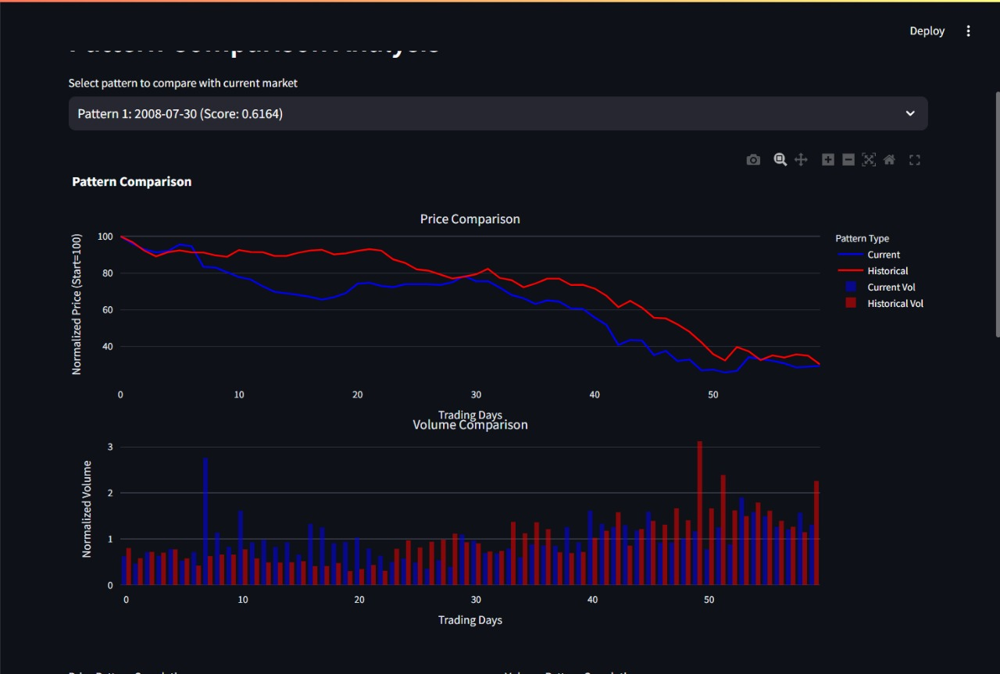 Deploy
Pattern Comparison Analysis
Select pattern to compare with current market
Pattern 1: 2008-07-30 (Score: 0.6164)
Pattern Comparison
Price Comparison
Normalized Price (Start=100)
100
80
60
40
0 10 20 30 40 50
Trading Days
Pattern Type
Current
Historical
Current Vol
Historical Vol
Volume Comparison
Normalized Volume
3
2
1
0
0 10 20 30 40 50
Trading Days